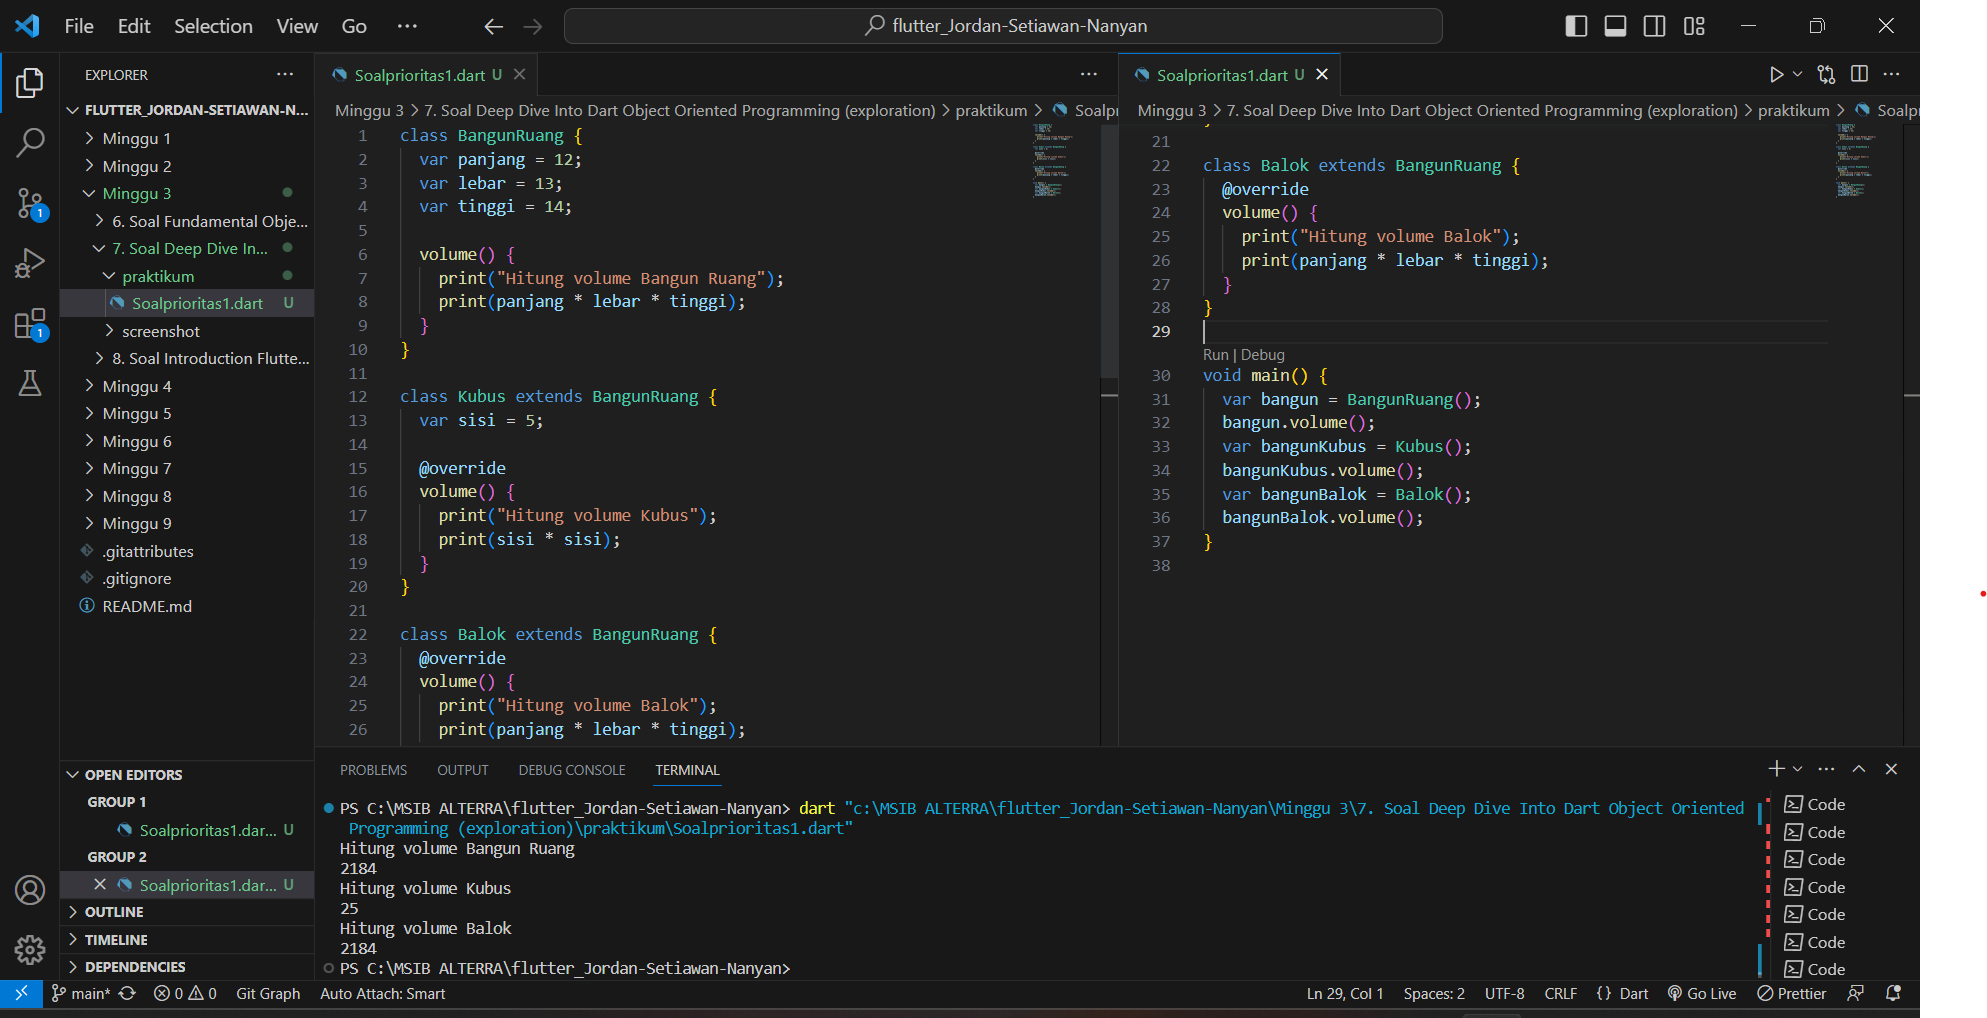 File Edit Selection View Go ··· flutter_Jordan-Setiawan-Nanyan
EXPLORER ···
FLUTTER_JORDAN-SETIAWAN-N...
Minggu 1
Minggu 2
Minggu 3
6. Soal Fundamental Obje...
7. Soal Deep Dive In...
praktikum
Soalprioritas1.dart U
screenshot
8. Soal Introduction Flutte...
Minggu 4
Minggu 5
Minggu 6
Minggu 7
Minggu 8
Minggu 9
.gitattributes
.gitignore
README.md
1
1
OPEN EDITORS
GROUP 1
Soalprioritas1.dar... U
GROUP 2
Soalprioritas1.dar... U
OUTLINE
TIMELINE
DEPENDENCIES
Soalprioritas1.dart U
Minggu 3 > 7. Soal Deep Dive Into Dart Object Oriented Programming (exploration) > praktikum > Soalp
1 class BangunRuang {
2 var panjang = 12;
3 var lebar = 13;
4 var tinggi = 14;
5
6 volume() {
7 print("Hitung volume Bangun Ruang");
8 print(panjang * lebar * tinggi);
9 }
10 }
11
12 class Kubus extends BangunRuang {
13 var sisi = 5;
14
15 @override
16 volume() {
17 print("Hitung volume Kubus");
18 print(sisi * sisi);
19 }
20 }
21
22 class Balok extends BangunRuang {
23 @override
24 volume() {
25 print("Hitung volume Balok");
26 print(panjang * lebar * tinggi);
Soalprioritas1.dart U
Minggu 3 > 7. Soal Deep Dive Into Dart Object Oriented Programming (exploration) > praktikum > Soalp
21
22 class Balok extends BangunRuang {
23 @override
24 volume() {
25 print("Hitung volume Balok");
26 print(panjang * lebar * tinggi);
27 }
28 }
29
Run | Debug
30 void main() {
31 var bangun = BangunRuang();
32 bangun.volume();
33 var bangunKubus = Kubus();
34 bangunKubus.volume();
35 var bangunBalok = Balok();
36 bangunBalok.volume();
37 }
38
PROBLEMS OUTPUT DEBUG CONSOLE TERMINAL
PS C:\MSIB ALTERRA\flutter_Jordan-Setiawan-Nanyan> dart "c:\MSIB ALTERRA\flutter_Jordan-Setiawan-Nanyan\Minggu 3\7. Soal Deep Dive Into Dart Object Oriented
Programming (exploration)\praktikum\Soalprioritas1.dart"
Hitung volume Bangun Ruang
2184
Hitung volume Kubus
25
Hitung volume Balok
2184
PS C:\MSIB ALTERRA\flutter_Jordan-Setiawan-Nanyan>
Code
Code
Code
Code
Code
Code
Code
main* 0 0 Git Graph Auto Attach: Smart Ln 29, Col 1 Spaces: 2 UTF-8 CRLF {} Dart Go Live Prettier